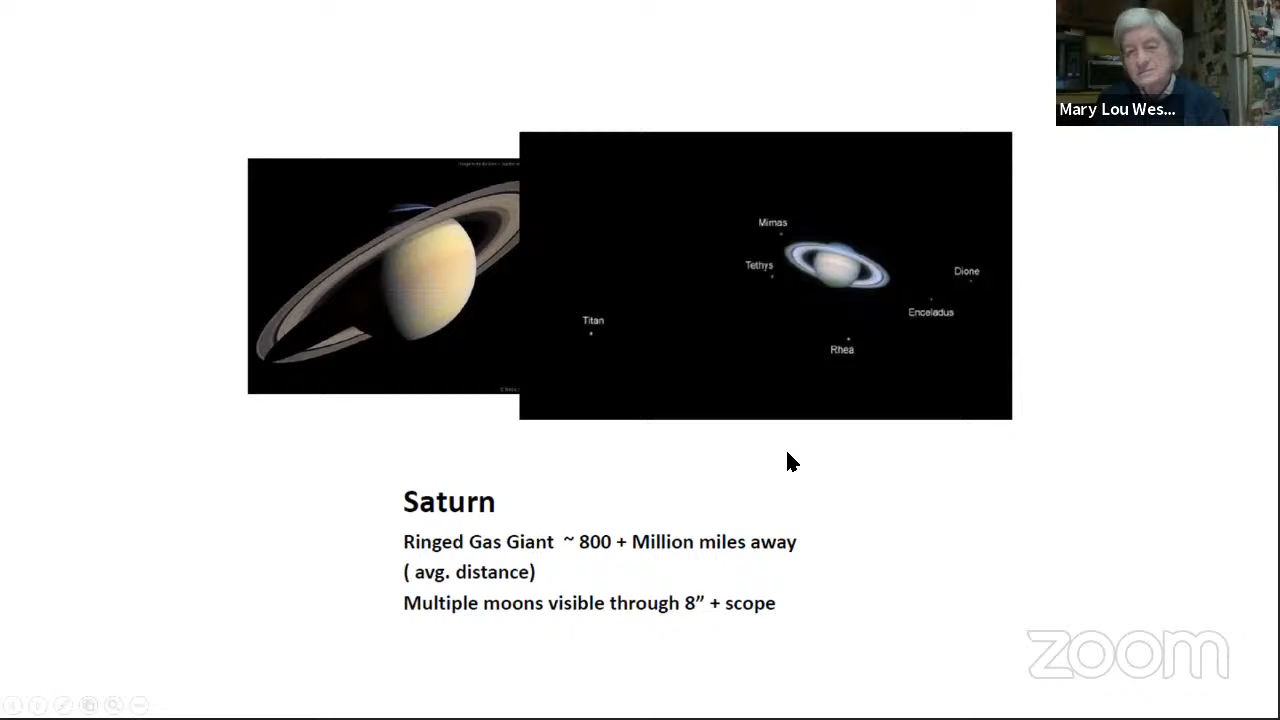 Mary Lou Wes...
Mimas
Tethys
Dione
Enceladus
Titan
Rhea
Saturn
Ringed Gas Giant ~ 800 + Million miles away
( avg. distance)
Multiple moons visible through 8” + scope
zoom